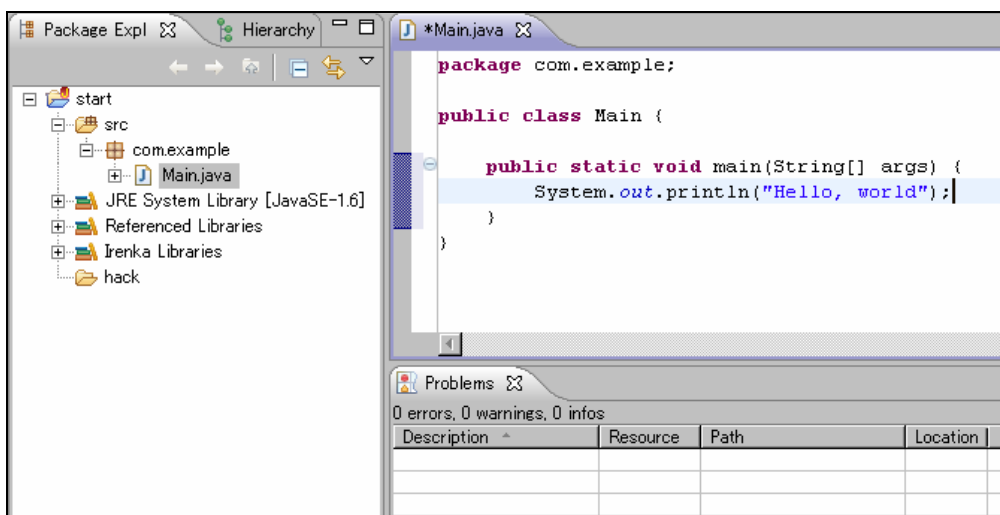 Package Expl
Hierarchy
start
src
com.example
Main.java
JRE System Library [JavaSE-1.6]
Referenced Libraries
Irenka Libraries
hack
*Main.java
package com.example;
public class Main {
public static void main(String[] args) {
System.out.println("Hello, world");
}
}
Problems
0 errors, 0 warnings, 0 infos
Description Resource Path Location